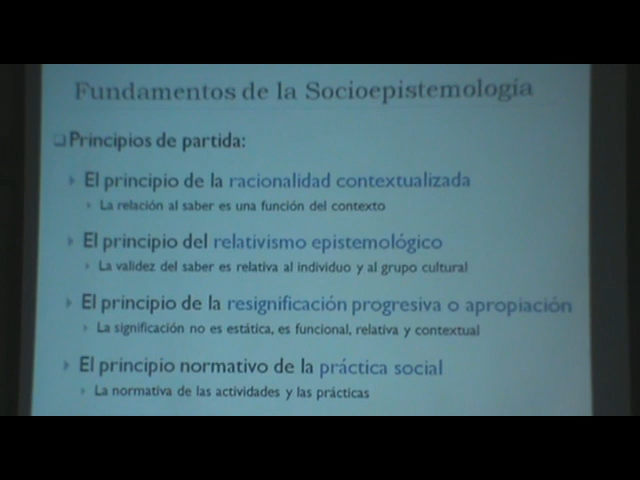 Fundamentos de la Socioepistemología
Principios de partida:
El principio de la racionalidad contextualizada
La relación al saber es una función del contexto
El principio del relativismo epistemológico
La validez del saber es relativa al individuo y al grupo cultural
El principio de la resignificación progresiva o apropiación
La significación no es estática, es funcional, relativa y contextual
El principio normativo de la práctica social
La normativa de las actividades y las prácticas